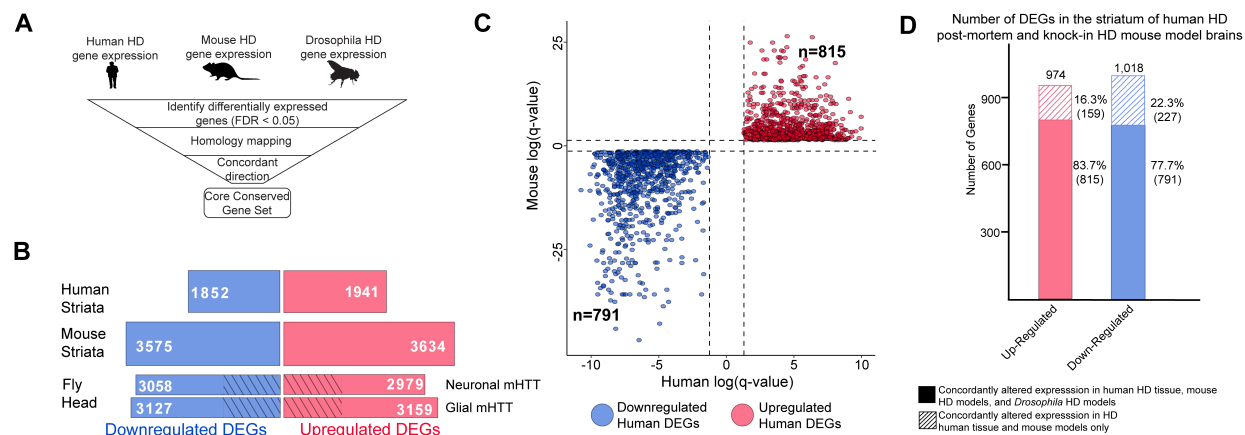 A
Human HD
gene expression
Mouse HD
gene expression
Drosophila HD
gene expression
Identify differentially expressed
genes (FDR < 0.05)
Homology mapping
Concordant
direction
Core Conserved
Gene Set
B
Human
Striata
1852
1941
Mouse
Striata
3575
3634
Fly
Head
3058
2979
Neuronal mHTT
3127
3159
Glial mHTT
Downregulated DEGs
Upregulated DEGs
C
Mouse log(q-value)
25
0
-25
n=815
n=791
-10
-5
0
5
10
Human log(q-value)
Downregulated
Human DEGs
Upregulated
Human DEGs
D
Number of DEGs in the striatum of human HD
post-mortem and knock-in HD mouse model brains
Number of Genes
900
600
300
974
1,018
16.3%
(159)
22.3%
(227)
83.7%
(815)
77.7%
(791)
Up-Regulated
Down-Regulated
Concordantly altered expresssion in human HD tissue, mouse
HD models, and Drosophila HD models
Concordantly altered expresssion in HD
human tissue and mouse models only